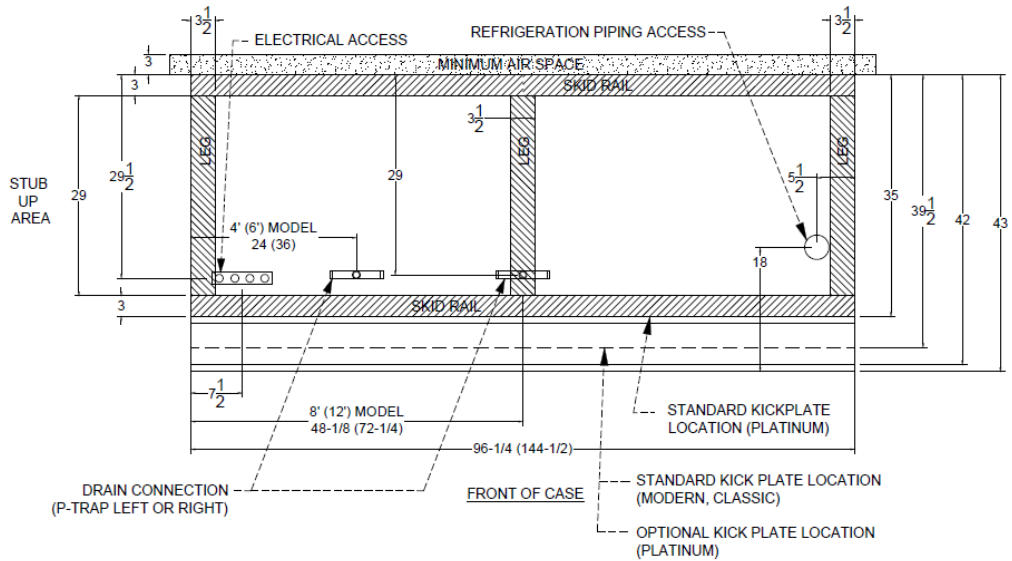 3 1/2
3 1/2
ELECTRICAL ACCESS
REFRIGERATION PIPING ACCESS
3
MINIMUM AIR SPACE
3
SKID RAIL
LEG
3 1/2
LEG
LEG
STUB
UP
AREA
29
29 1/2
29
5 1/2
35
39 1/2
42
43
4' (6') MODEL
24 (36)
18
3
SKID RAIL
7 1/2
8' (12') MODEL
48-1/8 (72-1/4)
STANDARD KICKPLATE
LOCATION (PLATINUM)
96-1/4 (144-1/2)
DRAIN CONNECTION
(P-TRAP LEFT OR RIGHT)
FRONT OF CASE
STANDARD KICK PLATE LOCATION
(MODERN, CLASSIC)
OPTIONAL KICK PLATE LOCATION
(PLATINUM)